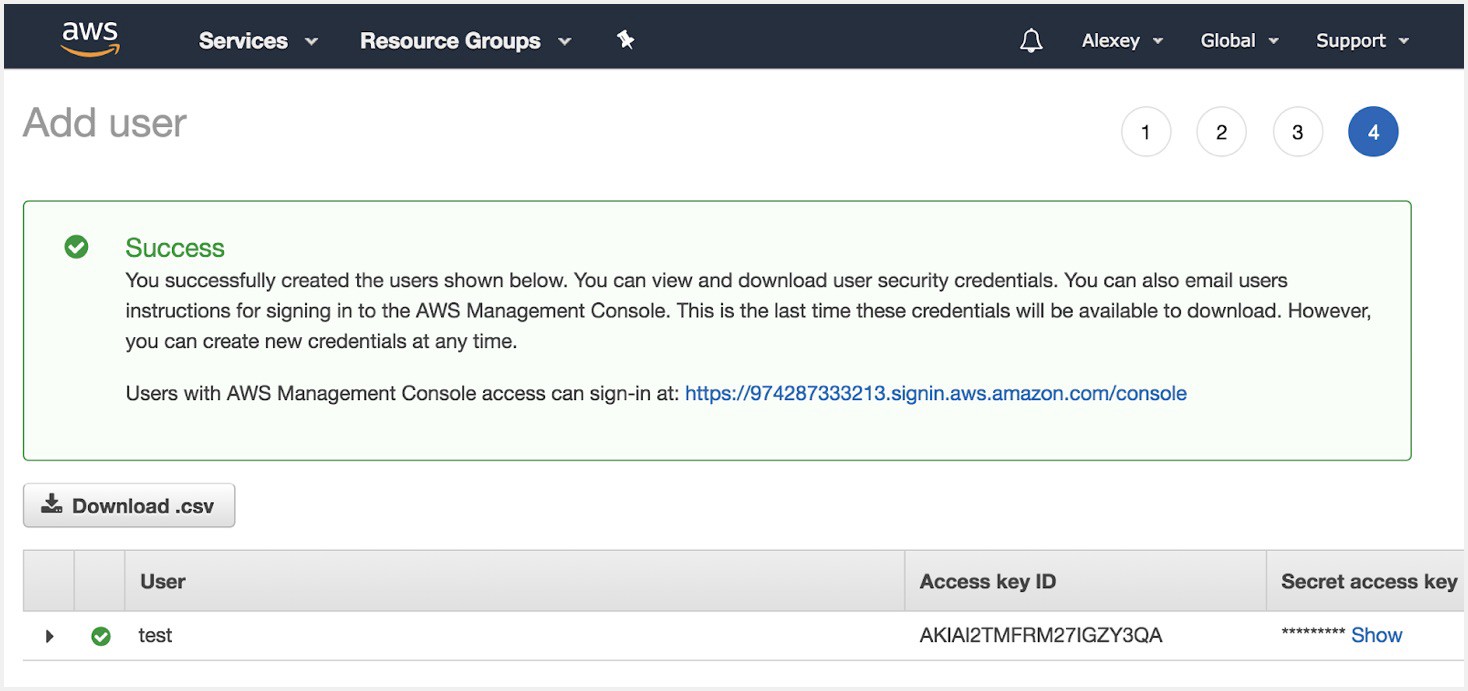 aws Services Resource Groups Alexey Global Support
Add user 1 2 3 4
Success
You successfully created the users shown below. You can view and download user security credentials. You can also email users
instructions for signing in to the AWS Management Console. This is the last time these credentials will be available to download. However,
you can create new credentials at any time.
Users with AWS Management Console access can sign-in at: https://974287333213.signin.aws.amazon.com/console
Download .csv
User Access key ID Secret access key
test AKIAI2TMFRM27IGZY3QA ********* Show